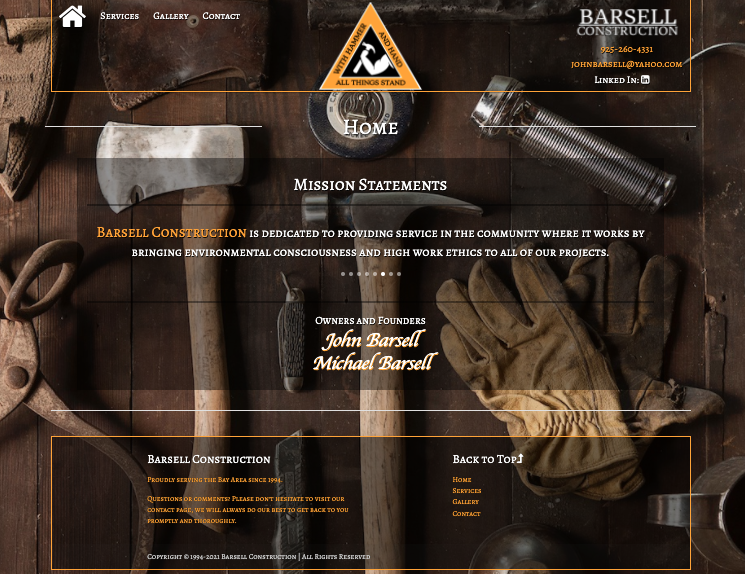 Services Gallery Contact
WITH HAMMER AND HAND
ALL THINGS STAND
BARSELL
CONSTRUCTION
925-260-4331
johnbarsell@yahoo.com
Linked In:
Home
Mission Statements
Barsell Construction is dedicated to providing service in the community where it works by
bringing environmental consciousness and high work ethics to all of our projects.
Owners and Founders
John Barsell
Michael Barsell
Barsell Construction
Proudly serving the Bay Area since 1994.
Questions or comments? Please don't hesitate to visit our
contact page, we will always do our best to get back to you
promptly and thoroughly.
Back to Top
Home
Services
Gallery
Contact
Copyright © 1994-2021 Barsell Construction | All Rights Reserved